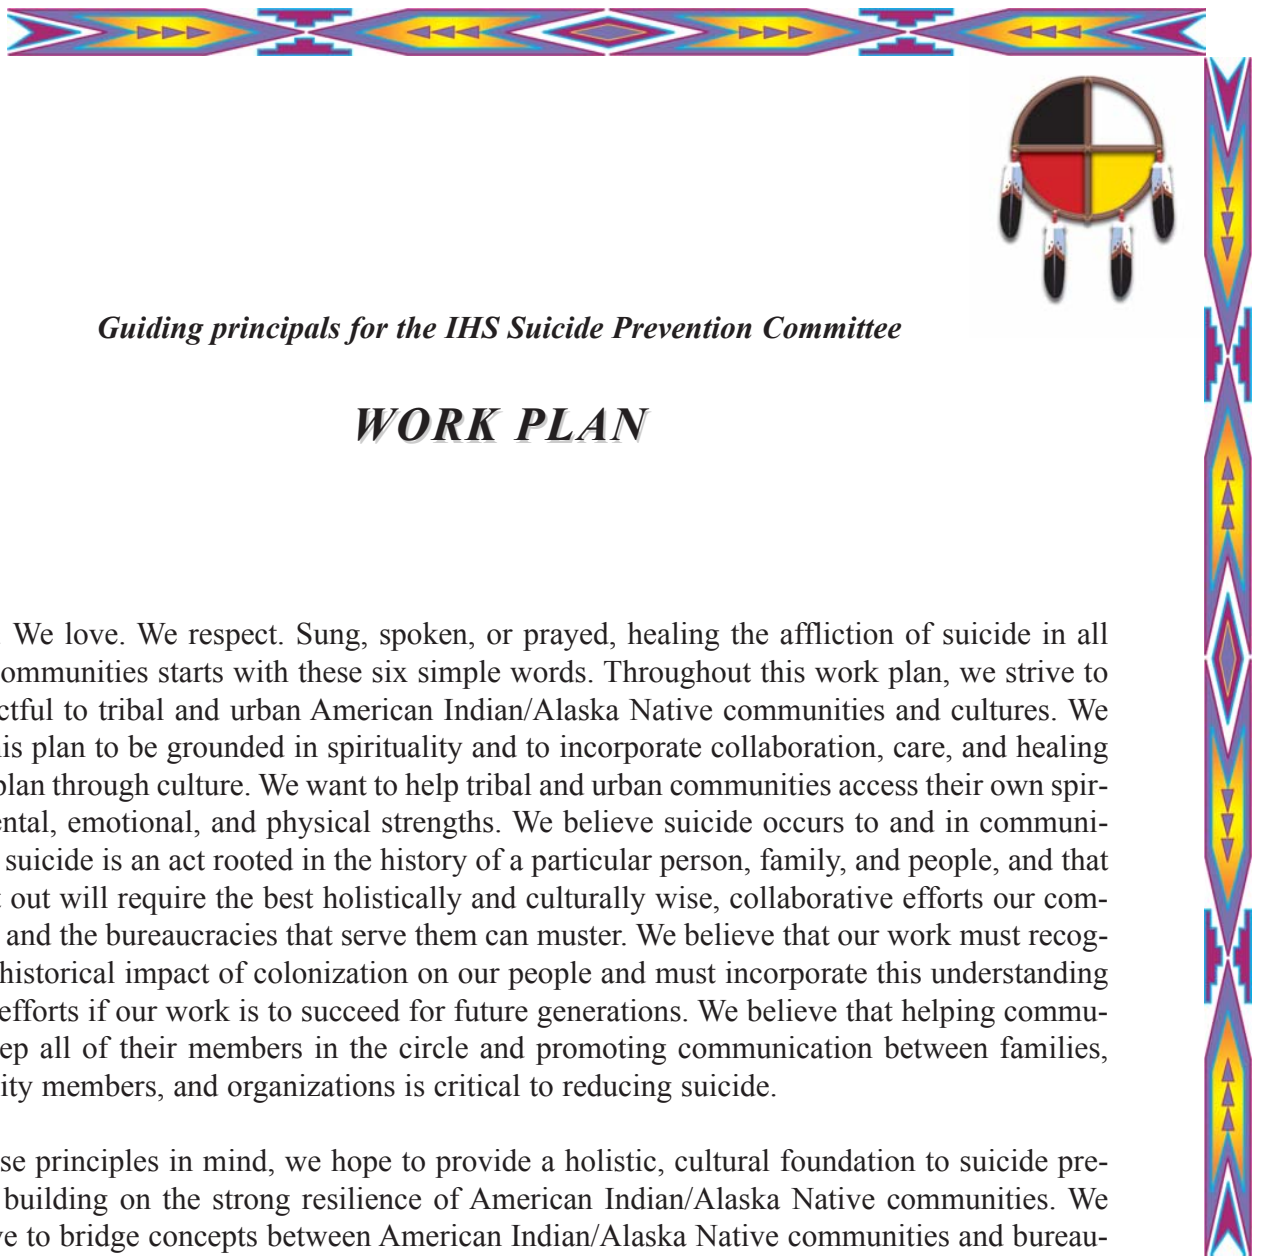 Guiding principals for the IHS Suicide Prevention Committee
WORK PLAN
. We love. We respect. Sung, spoken, or prayed, healing the affliction of suicide in all
ommunities starts with these six simple words. Throughout this work plan, we strive to
ctful to tribal and urban American Indian/Alaska Native communities and cultures. We
is plan to be grounded in spirituality and to incorporate collaboration, care, and healing
plan through culture. We want to help tribal and urban communities access their own spir-
ental, emotional, and physical strengths. We believe suicide occurs to and in communi-
suicide is an act rooted in the history of a particular person, family, and people, and that
t out will require the best holistically and culturally wise, collaborative efforts our com-
and the bureaucracies that serve them can muster. We believe that our work must recog-
historical impact of colonization on our people and must incorporate this understanding
efforts if our work is to succeed for future generations. We believe that helping commu-
ep all of their members in the circle and promoting communication between families,
ity members, and organizations is critical to reducing suicide.
se principles in mind, we hope to provide a holistic, cultural foundation to suicide pre-
building on the strong resilience of American Indian/Alaska Native communities. We
ve to bridge concepts between American Indian/Alaska Native communities and bureau-